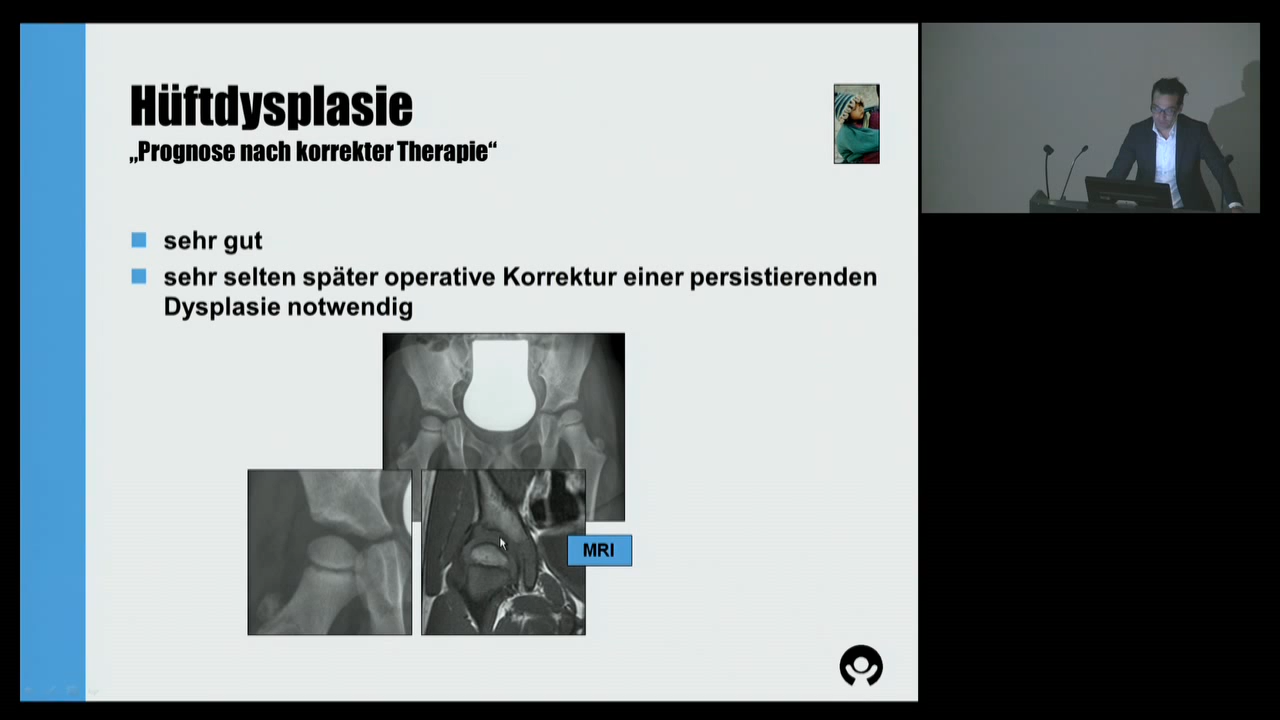 Hüftdysplasie
„Prognose nach korrekter Therapie“
sehr gut
sehr selten später operative Korrektur einer persistierenden
Dysplasie notwendig
MRI